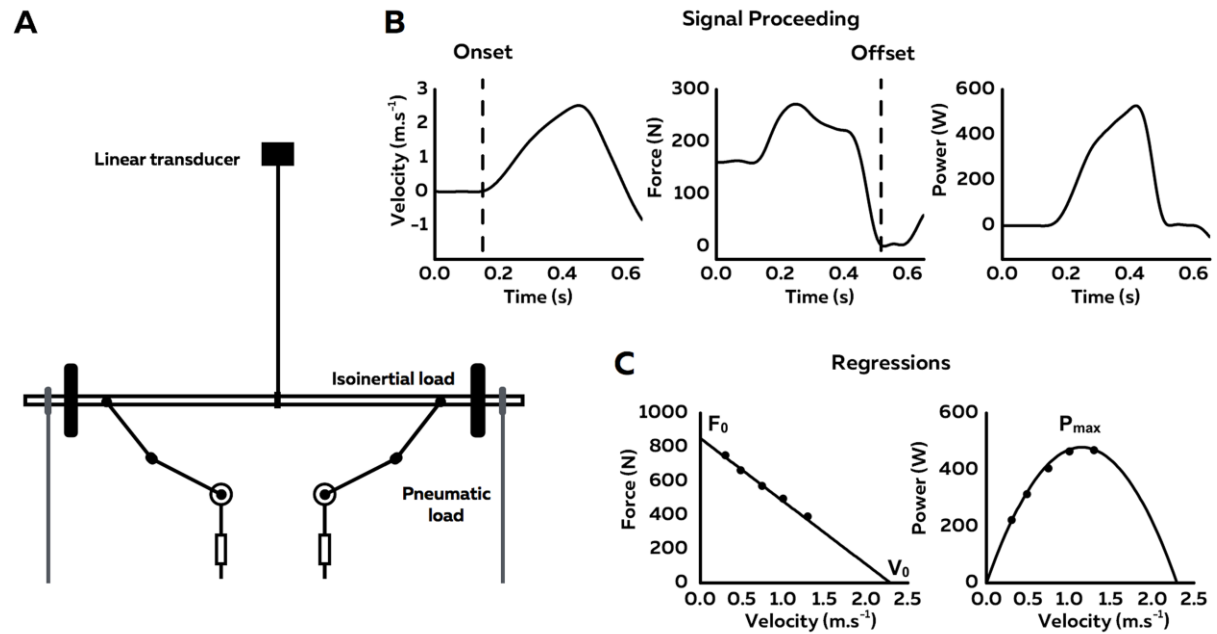 A
Linear transducer
Isoinertial load
Pneumatic
load
B
Signal Proceeding
Onset
Velocity (m.s⁻¹)
3
2
1
0
-1
0.0 0.2 0.4 0.6
Time (s)
Offset
Force (N)
300
200
100
0
0.0 0.2 0.4 0.6
Time (s)
Power (W)
600
400
200
0
0.0 0.2 0.4 0.6
Time (s)
C
Regressions
Force (N)
1000
800
600
400
200
0
F₀
V₀
0.0 0.5 1.0 1.5 2.0 2.5
Velocity (m.s⁻¹)
Power (W)
600
400
200
0
Pmax
0.0 0.5 1.0 1.5 2.0 2.5
Velocity (m.s⁻¹)